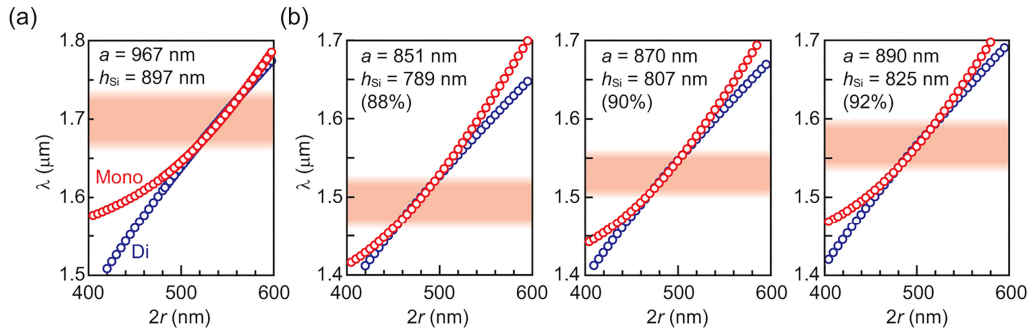 (a)
(b)
1.8
a = 967 nm
hSi = 897 nm
1.7
λ (μm)
Mono
1.6
Di
1.5
400
500
600
2r (nm)
1.7
a = 851 nm
hSi = 789 nm
(88%)
1.6
λ (μm)
1.5
1.4
400
500
600
2r (nm)
1.7
a = 870 nm
hSi = 807 nm
(90%)
1.6
1.5
1.4
400
500
600
2r (nm)
1.7
a = 890 nm
hSi = 825 nm
(92%)
1.6
1.5
1.4
400
500
600
2r (nm)